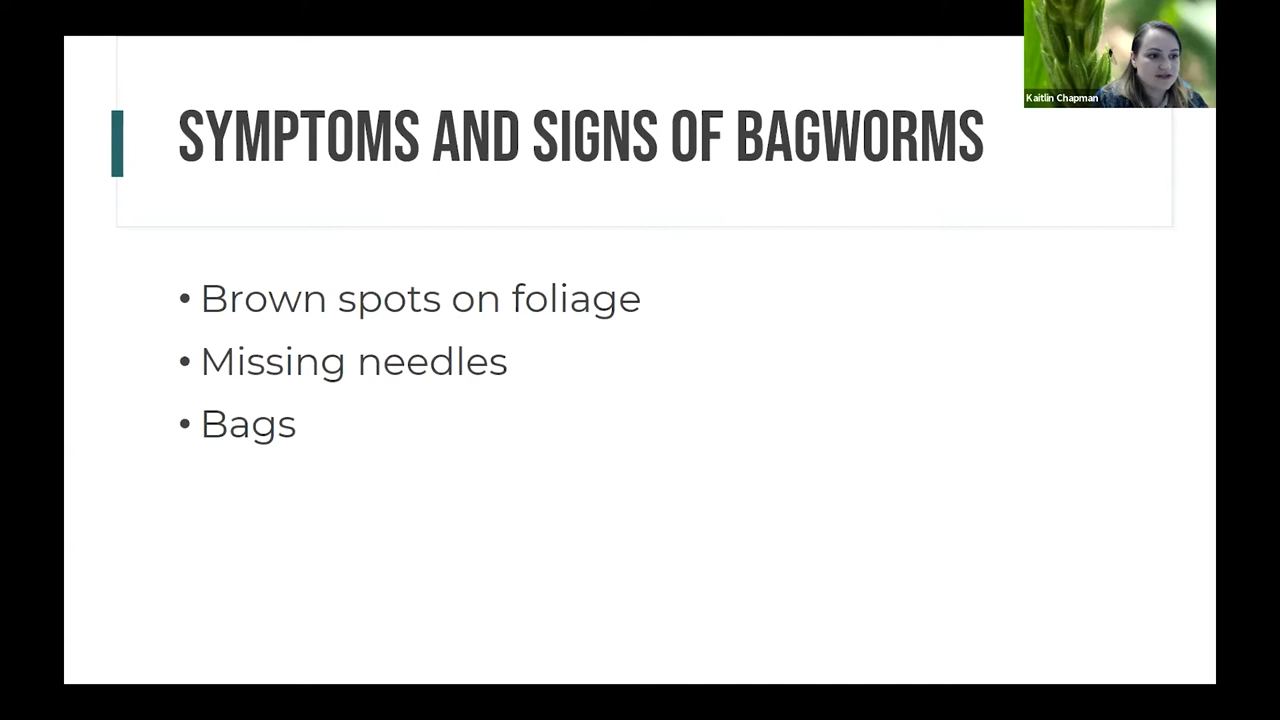 Kaitlin Chapman
SYMPTOMS AND SIGNS OF BAGWORMS
• Brown spots on foliage
• Missing needles
• Bags